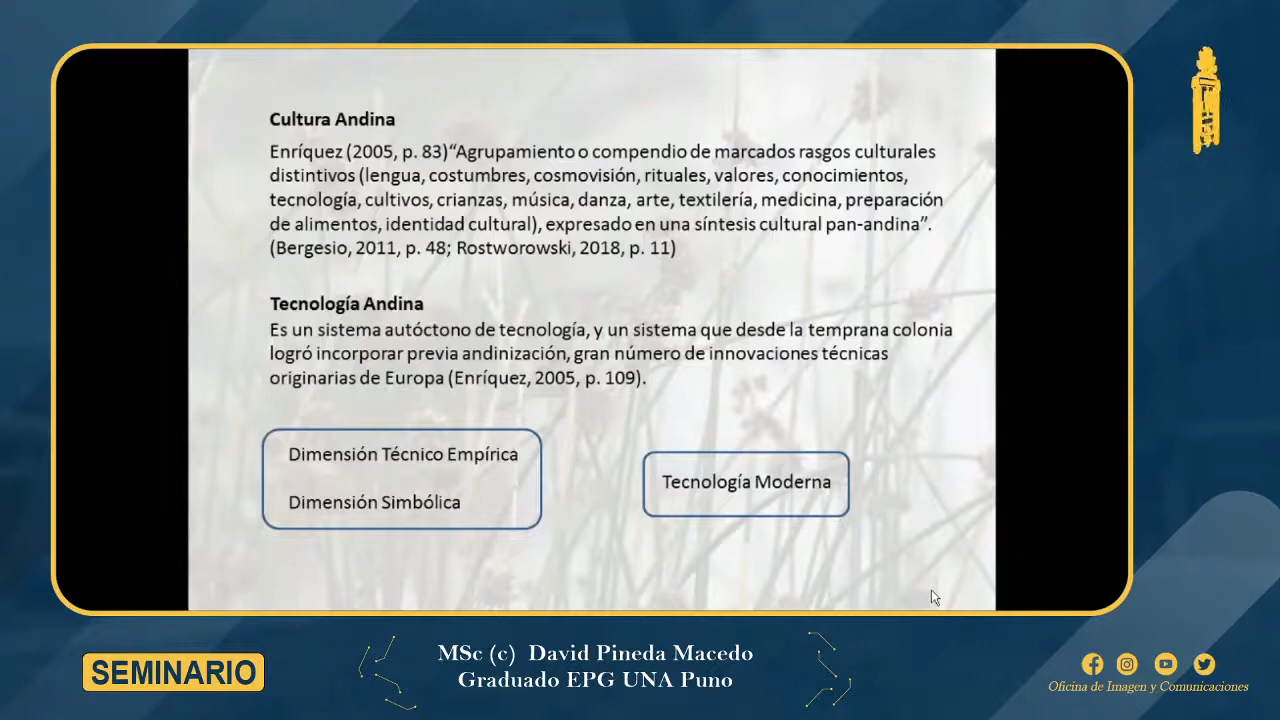 Cultura Andina
Enríquez (2005, p. 83)“Agrupamiento o compendio de marcados rasgos culturales
distintivos (lengua, costumbres, cosmovisión, rituales, valores, conocimientos,
tecnología, cultivos, crianzas, música, danza, arte, textilería, medicina, preparación
de alimentos, identidad cultural), expresado en una síntesis cultural pan-andina”.
(Bergesio, 2011, p. 48; Rostworowski, 2018, p. 11)
Tecnología Andina
Es un sistema autóctono de tecnología, y un sistema que desde la temprana colonia
logró incorporar previa andinización, gran número de innovaciones técnicas
originarias de Europa (Enríquez, 2005, p. 109).
Dimensión Técnico Empírica
Dimensión Simbólica
Tecnología Moderna
SEMINARIO
MSc (c) David Pineda Macedo
Graduado EPG UNA Puno
Oficina de Imagen y Comunicaciones